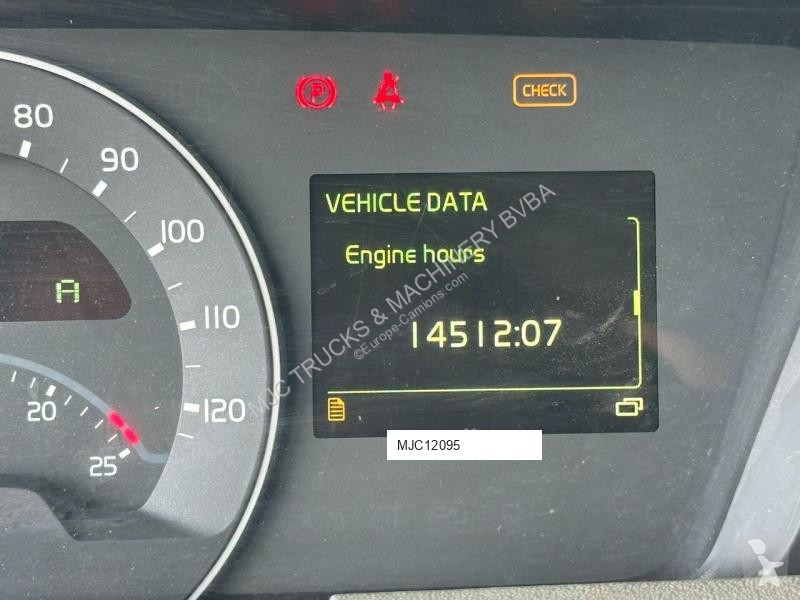 P
CHECK
80
90
100
110
120
A
20
25
VEHICLE DATA
Engine hours
14512:07
MJC TRUCKS & MACHINERY BVBA
©Europe-Camions.com
MJC12095